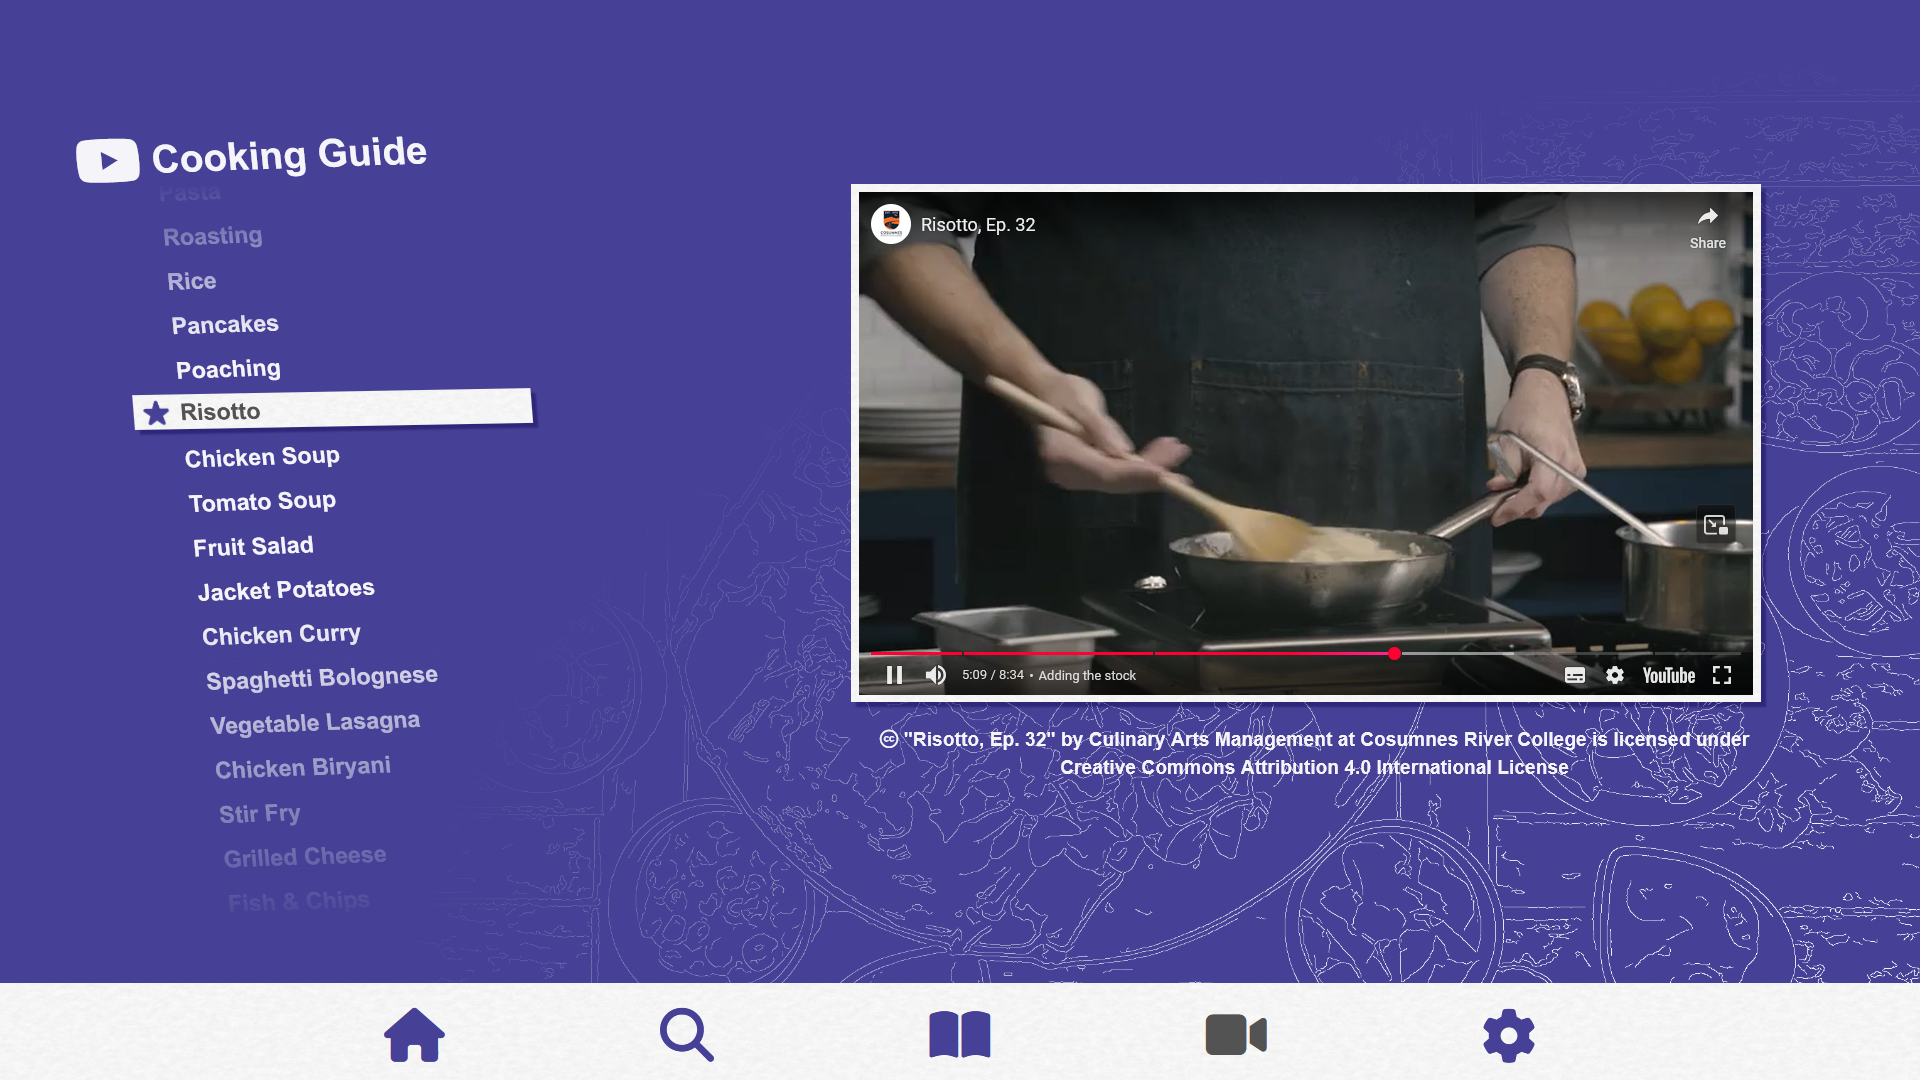 Cooking Guide
Pasta
Roasting
Rice
Pancakes
Poaching
Risotto
Chicken Soup
Tomato Soup
Fruit Salad
Jacket Potatoes
Chicken Curry
Spaghetti Bolognese
Vegetable Lasagna
Chicken Biryani
Stir Fry
Grilled Cheese
Fish & Chips
Risotto, Ep. 32
Share
5:09 / 8:34 • Adding the stock
YouTube
"Risotto, Ep. 32" by Culinary Arts Management at Cosumnes River College is licensed under
Creative Commons Attribution 4.0 International License